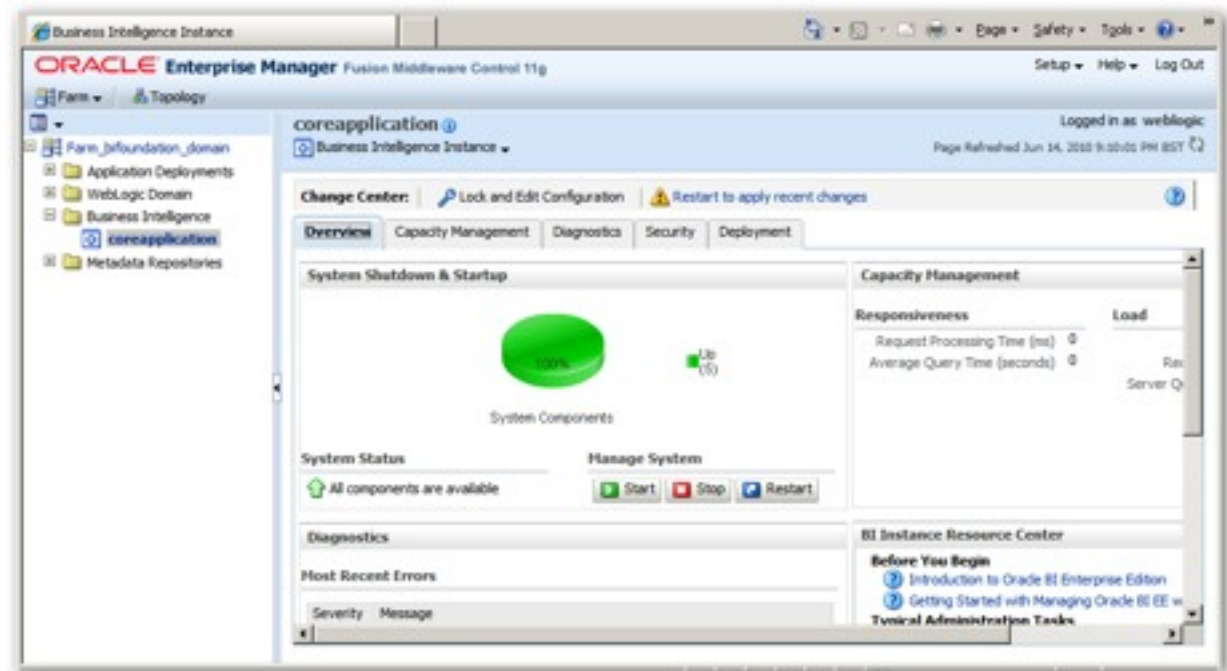 Business Intelligence Instance
Page Safety Tools
ORACLE Enterprise Manager Fusion Middleware Control 11g
Setup Help Log Out
Farm Topology
coreapplication
Logged in as weblogic
Business Intelligence Instance
Page Refreshed Jun 14, 2010 9:10:01 PM BST
Farm_bifoundation_domain
Application Deployments
WebLogic Domain
Business Intelligence
coreapplication
Metadata Repositories
Change Center: Lock and Edit Configuration Restart to apply recent changes
Overview Capacity Management Diagnostics Security Deployment
System Shutdown & Startup
100%
Up
(5)
System Components
System Status
All components are available
Manage System
Start Stop Restart
Diagnostics
Most Recent Errors
Severity Message
Capacity Management
Responsiveness Load
Request Processing Time (ms) 0
Average Query Time (seconds) 0
Server Q
BI Instance Resource Center
Before You Begin
Introduction to Oracle BI Enterprise Edition
Getting Started with Managing Oracle BI EE w
Typical Administration Tasks